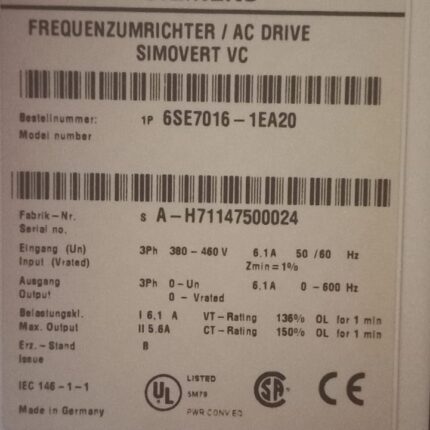 FREQUENZUMRICHTER / AC DRIVE
SIMOVERT VC
Bestellnummer: 1P 6SE7016-1EA20
Model number
Fabrik-Nr. S A-H71147500024
Serial no.
Eingang (Un) 3Ph 380-460 V 6.1 A 50/60 Hz
Input (Vrated) Zmin=1%
Ausgang 3Ph 0-Un 6.1 A 0-600 Hz
Output 0-Vrated
Belastungskl. I 6.1 A VT-Rating 136% OL for 1 min
Max. Output II 5.6A CT-Rating 150% OL for 1 min
Erz.-Stand B
Issue
IEC 146-1-1
UL LISTED
5M79
PWR CONV.EQ
SA CE
Made in Germany